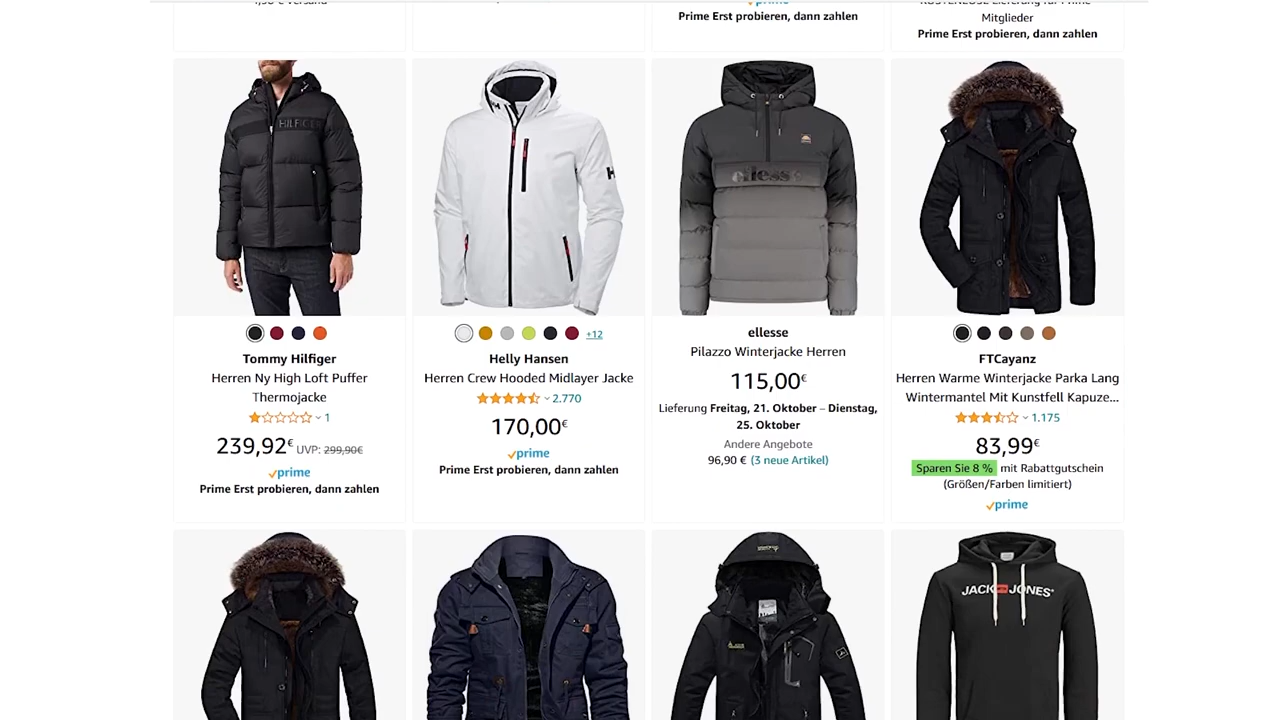 prime
Prime Erst probieren, dann zahlen
Mitglieder
Prime Erst probieren, dann zahlen
HILFIGER
H
ellesse
JACK JONES®
+12
Tommy Hilfiger
Herren Ny High Loft Puffer
Thermojacke
1
239,92€ UVP: 299,90€
prime
Prime Erst probieren, dann zahlen
Helly Hansen
Herren Crew Hooded Midlayer Jacke
2.770
170,00€
prime
Prime Erst probieren, dann zahlen
ellesse
Pilazzo Winterjacke Herren
115,00€
Lieferung Freitag, 21. Oktober – Dienstag,
25. Oktober
Andere Angebote
96,90 € (3 neue Artikel)
FTCayanz
Herren Warme Winterjacke Parka Lang
Wintermantel Mit Kunstfell Kapuze...
1.175
83,99€
Sparen Sie 8 % mit Rabattgutschein
(Größen/Farben limitiert)
prime